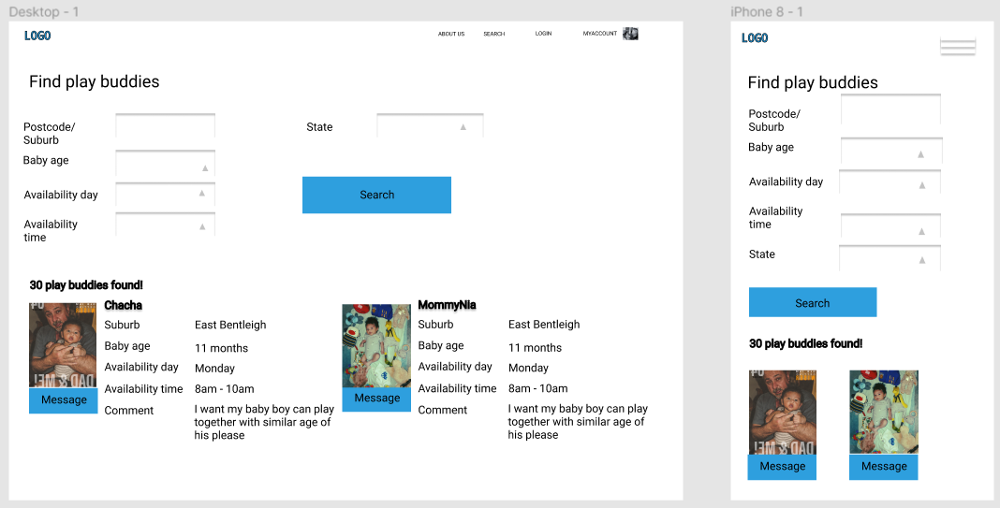 Desktop - 1
LOGO
ABOUT US
SEARCH
LOGIN
MYACCOUNT
Find play buddies
Postcode/
Suburb
State
Baby age
Availability day
Search
Availability
time
30 play buddies found!
DAD & ME!
Message
Chacha
Suburb
East Bentleigh
Baby age
11 months
Availability day
Monday
Availability time
8am - 10am
Comment
I want my baby boy can play
together with similar age of
his please
Message
MommyNia
Suburb
East Bentleigh
Baby age
11 months
Availability day
Monday
Availability time
8am - 10am
Comment
I want my baby boy can play
together with similar age of
his please
iPhone 8 - 1
LOGO
Find play buddies
Postcode/
Suburb
Baby age
Availability day
Availability
time
State
Search
30 play buddies found!
DAD & ME!
Message
Message